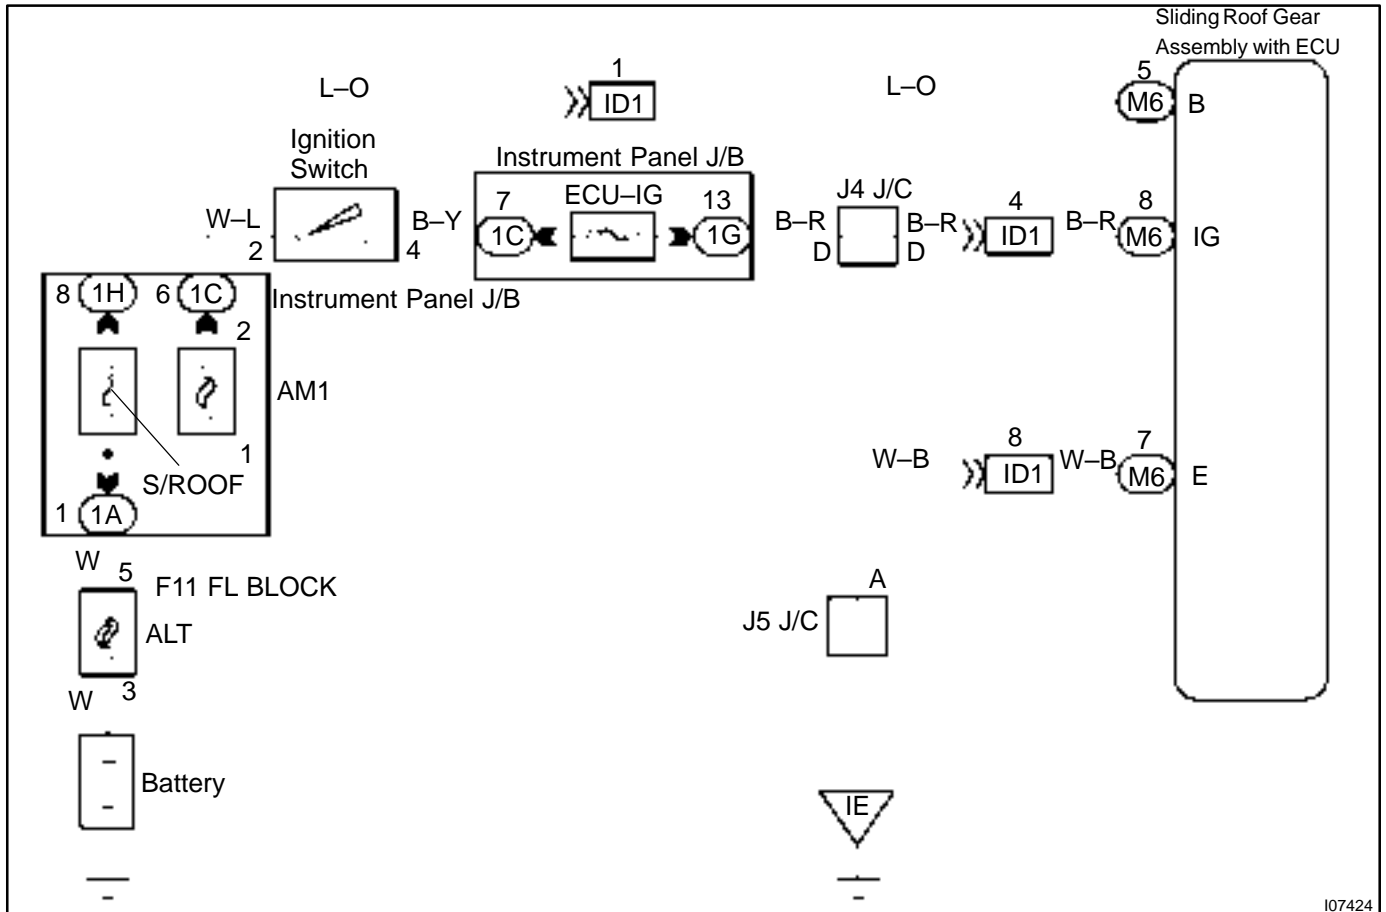 Sliding Roof Gear
Assembly with ECU
L–O
1
ID1
L–O
5
M6
B
Ignition
Switch
Instrument Panel J/B
W–L
2
B–Y
4
7
1C
ECU–IG
13
1G
J4 J/C
B–R
D
B–R
D
4
ID1
B–R
8
M6
IG
8
1H
6
1C
Instrument Panel J/B
2
AM1
1
S/ROOF
1
1A
W–B
8
ID1
W–B
7
M6
E
W
5
F11 FL BLOCK
ALT
A
J5 J/C
W
3
Battery
IE
I07424